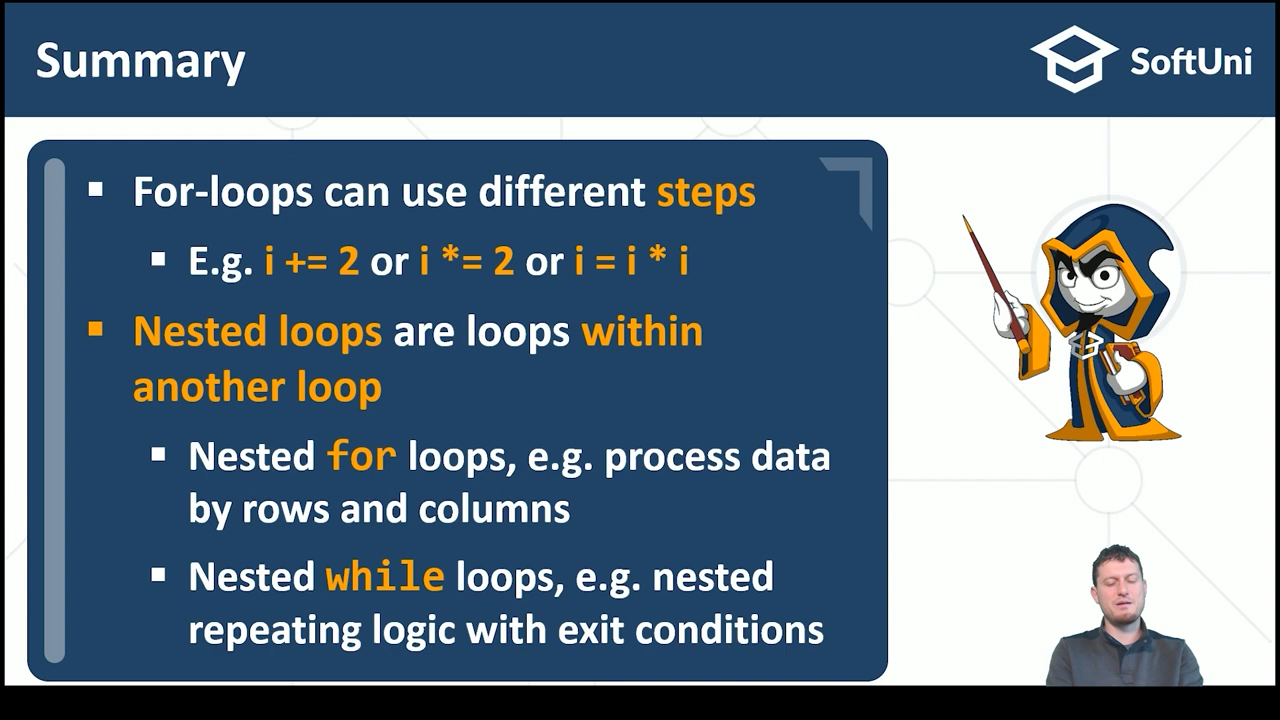 Summary
SoftUni
▪ For-loops can use different steps
▪ E.g. i += 2 or i *= 2 or i = i * i
▪ Nested loops are loops within
another loop
▪ Nested for loops, e.g. process data
by rows and columns
▪ Nested while loops, e.g. nested
repeating logic with exit conditions